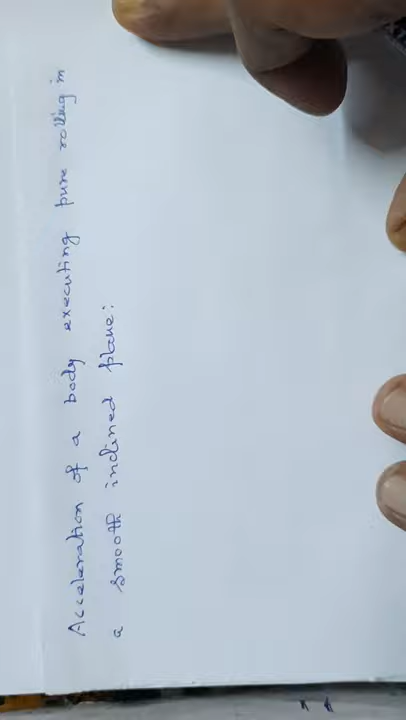 Acceleration of a body executing pure rolling in
a smooth inclined plane: